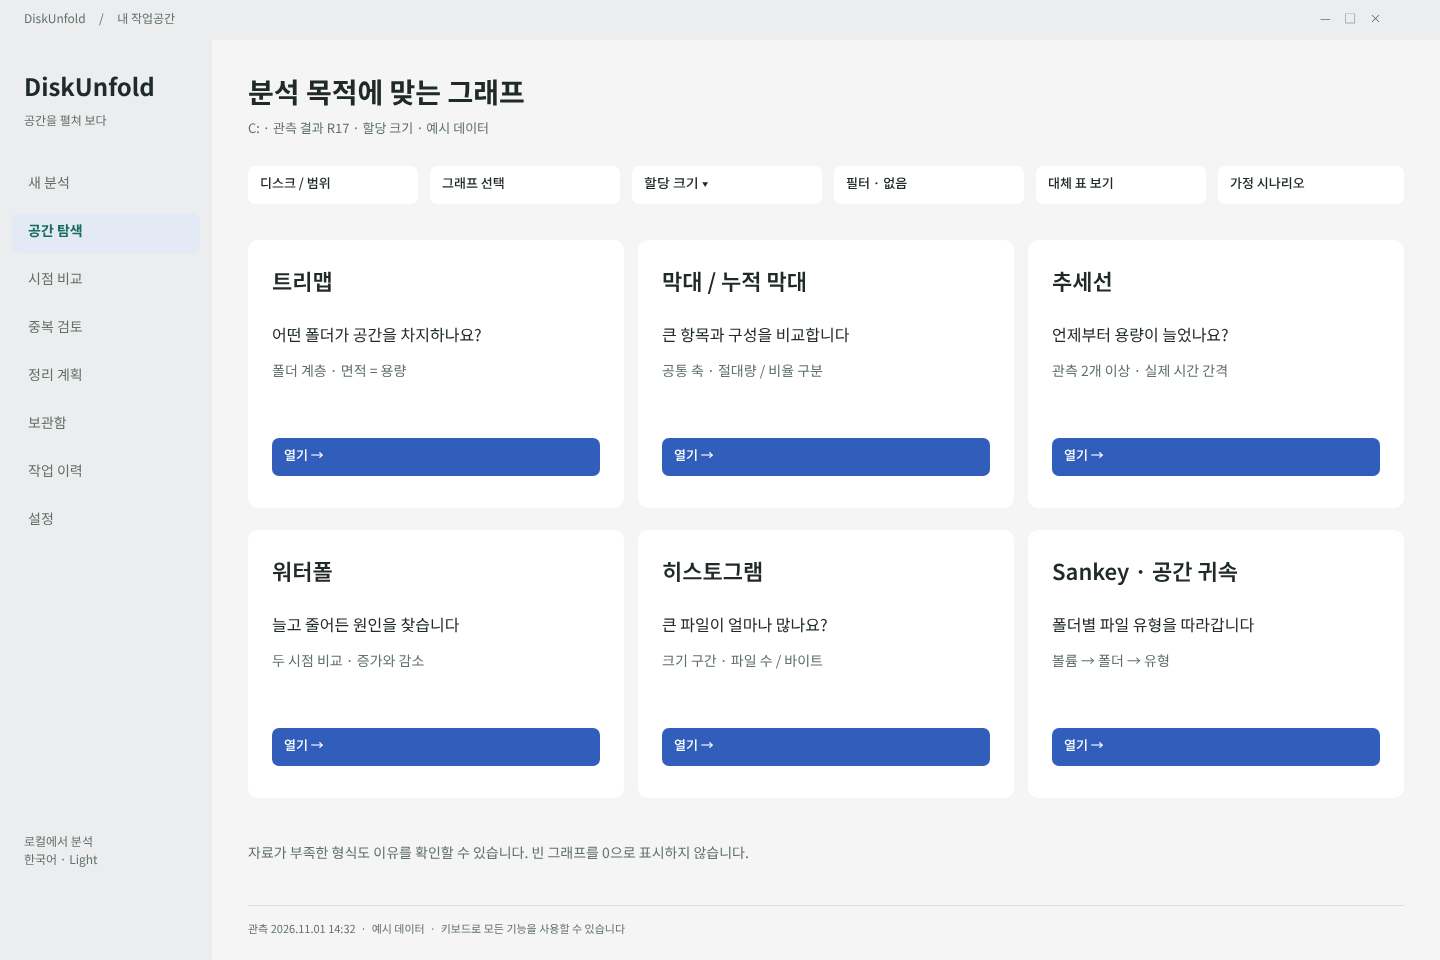 DiskUnfold / 내 작업공간
DiskUnfold
공간을 펼쳐 보다
새 분석
공간 탐색
시점 비교
중복 검토
정리 계획
보관함
작업 이력
설정
로컬에서 분석
한국어 · Light
분석 목적에 맞는 그래프
C: · 관측 결과 R17 · 할당 크기 · 예시 데이터
디스크 / 범위
그래프 선택
할당 크기 ▾
필터 · 없음
대체 표 보기
가정 시나리오
트리맵
어떤 폴더가 공간을 차지하나요?
폴더 계층 · 면적 = 용량
열기 →
막대 / 누적 막대
큰 항목과 구성을 비교합니다
공통 축 · 절대량 / 비율 구분
열기 →
추세선
언제부터 용량이 늘었나요?
관측 2개 이상 · 실제 시간 간격
열기 →
워터폴
늘고 줄어든 원인을 찾습니다
두 시점 비교 · 증가와 감소
열기 →
히스토그램
큰 파일이 얼마나 많나요?
크기 구간 · 파일 수 / 바이트
열기 →
Sankey · 공간 귀속
폴더별 파일 유형을 따라갑니다
볼륨 → 폴더 → 유형
열기 →
자료가 부족한 형식도 이유를 확인할 수 있습니다. 빈 그래프를 0으로 표시하지 않습니다.
관측 2026.11.01 14:32 · 예시 데이터 · 키보드로 모든 기능을 사용할 수 있습니다